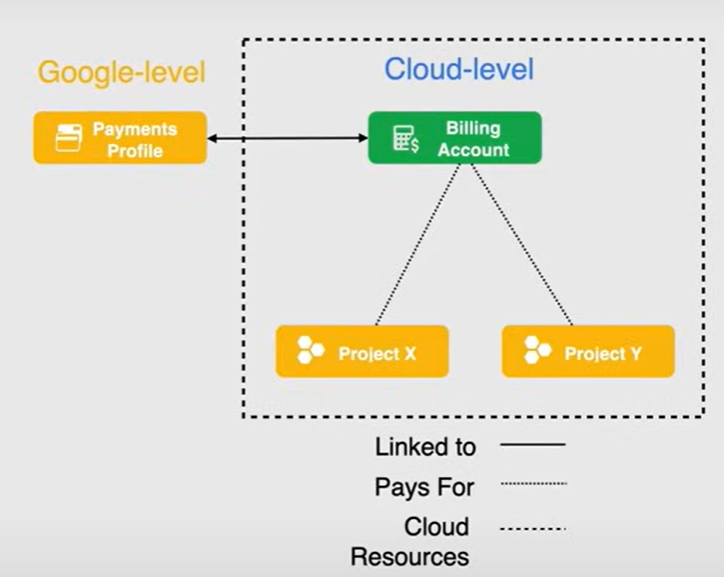 Google-level
Cloud-level
Payments
Profile
Billing
Account
$
Project X
Project Y
Linked to
Pays For
Cloud
Resources